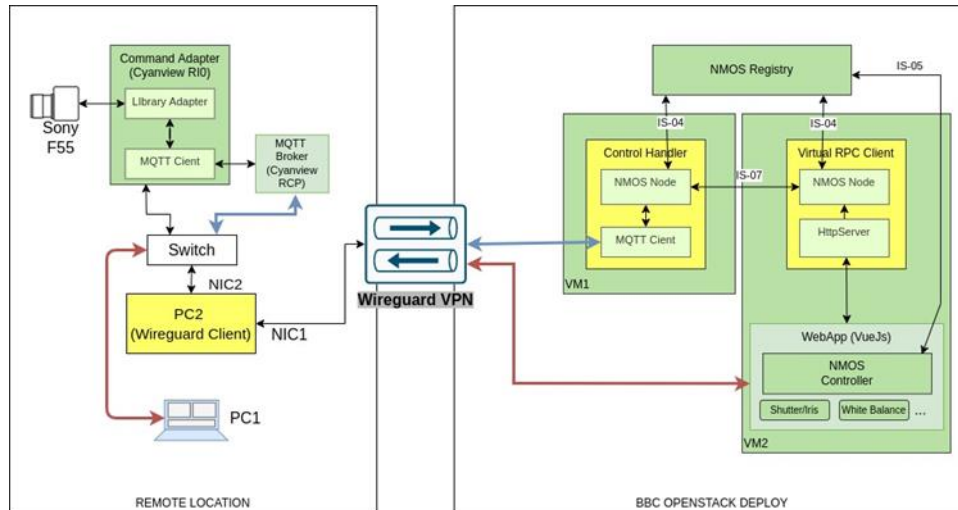 Command Adapter
(Cyanview RI0)
LIbrary Adapter
MQTT Cient
Sony
F55
MQTT
Broker
(Cyanview
RCP)
Switch
NIC2
PC2
(Wireguard Client)
NIC1
PC1
REMOTE LOCATION
Wireguard VPN
NMOS Registry
IS-05
IS-04
IS-04
Control Handler
NMOS Node
MQTT Client
VM1
IS-07
Virtual RPC Client
NMOS Node
HttpServer
WebApp (VueJs)
NMOS
Controller
Shutter/Iris
White Balance
...
VM2
BBC OPENSTACK DEPLOY